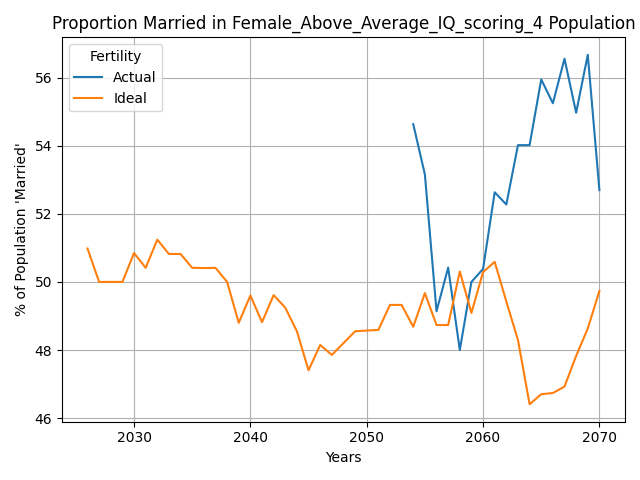 Proportion Married in Female_Above_Average_IQ_scoring_4 Population
Fertility
Actual
Ideal
% of Population 'Married'
56
54
52
50
48
46
2030
2040
2050
2060
2070
Years